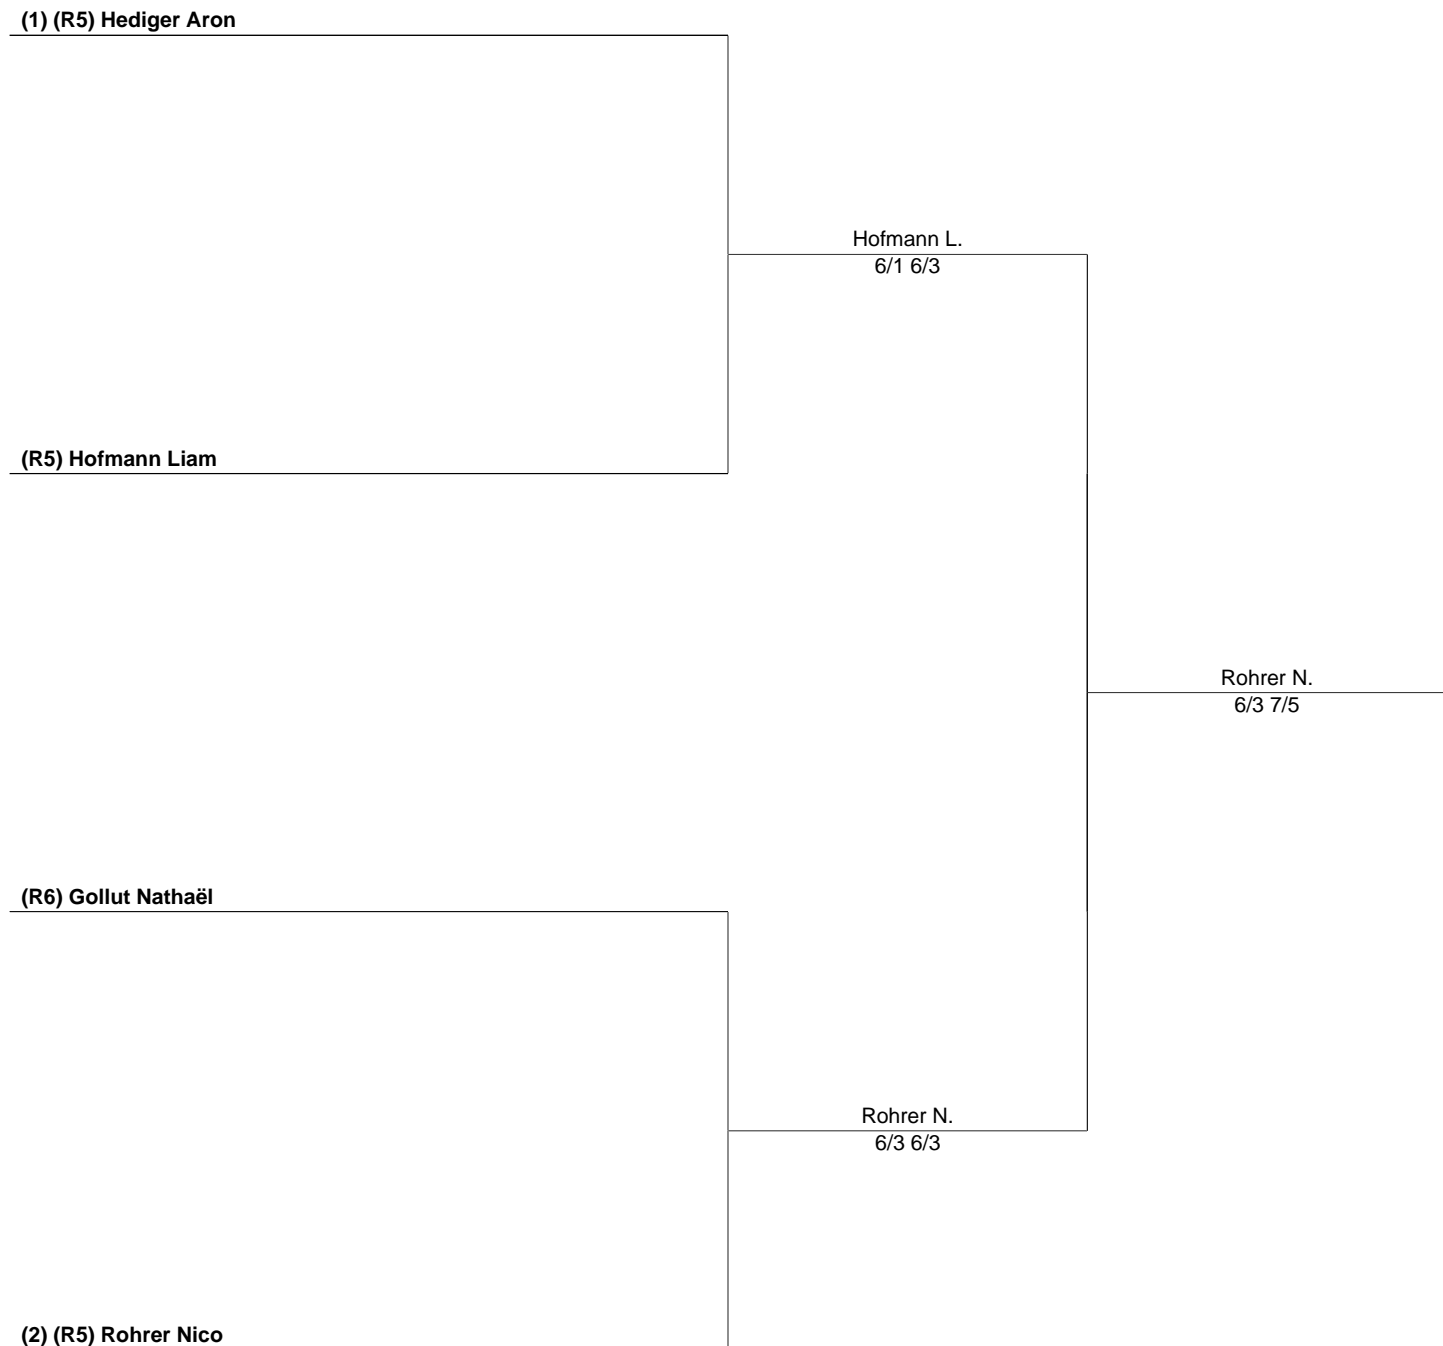 (1) (R5) Hediger Aron
Hofmann L.
6/1 6/3
(R5) Hofmann Liam
Rohrer N.
6/3 7/5
(R6) Gollut Nathaël
Rohrer N.
6/3 6/3
(2) (R5) Rohrer Nico